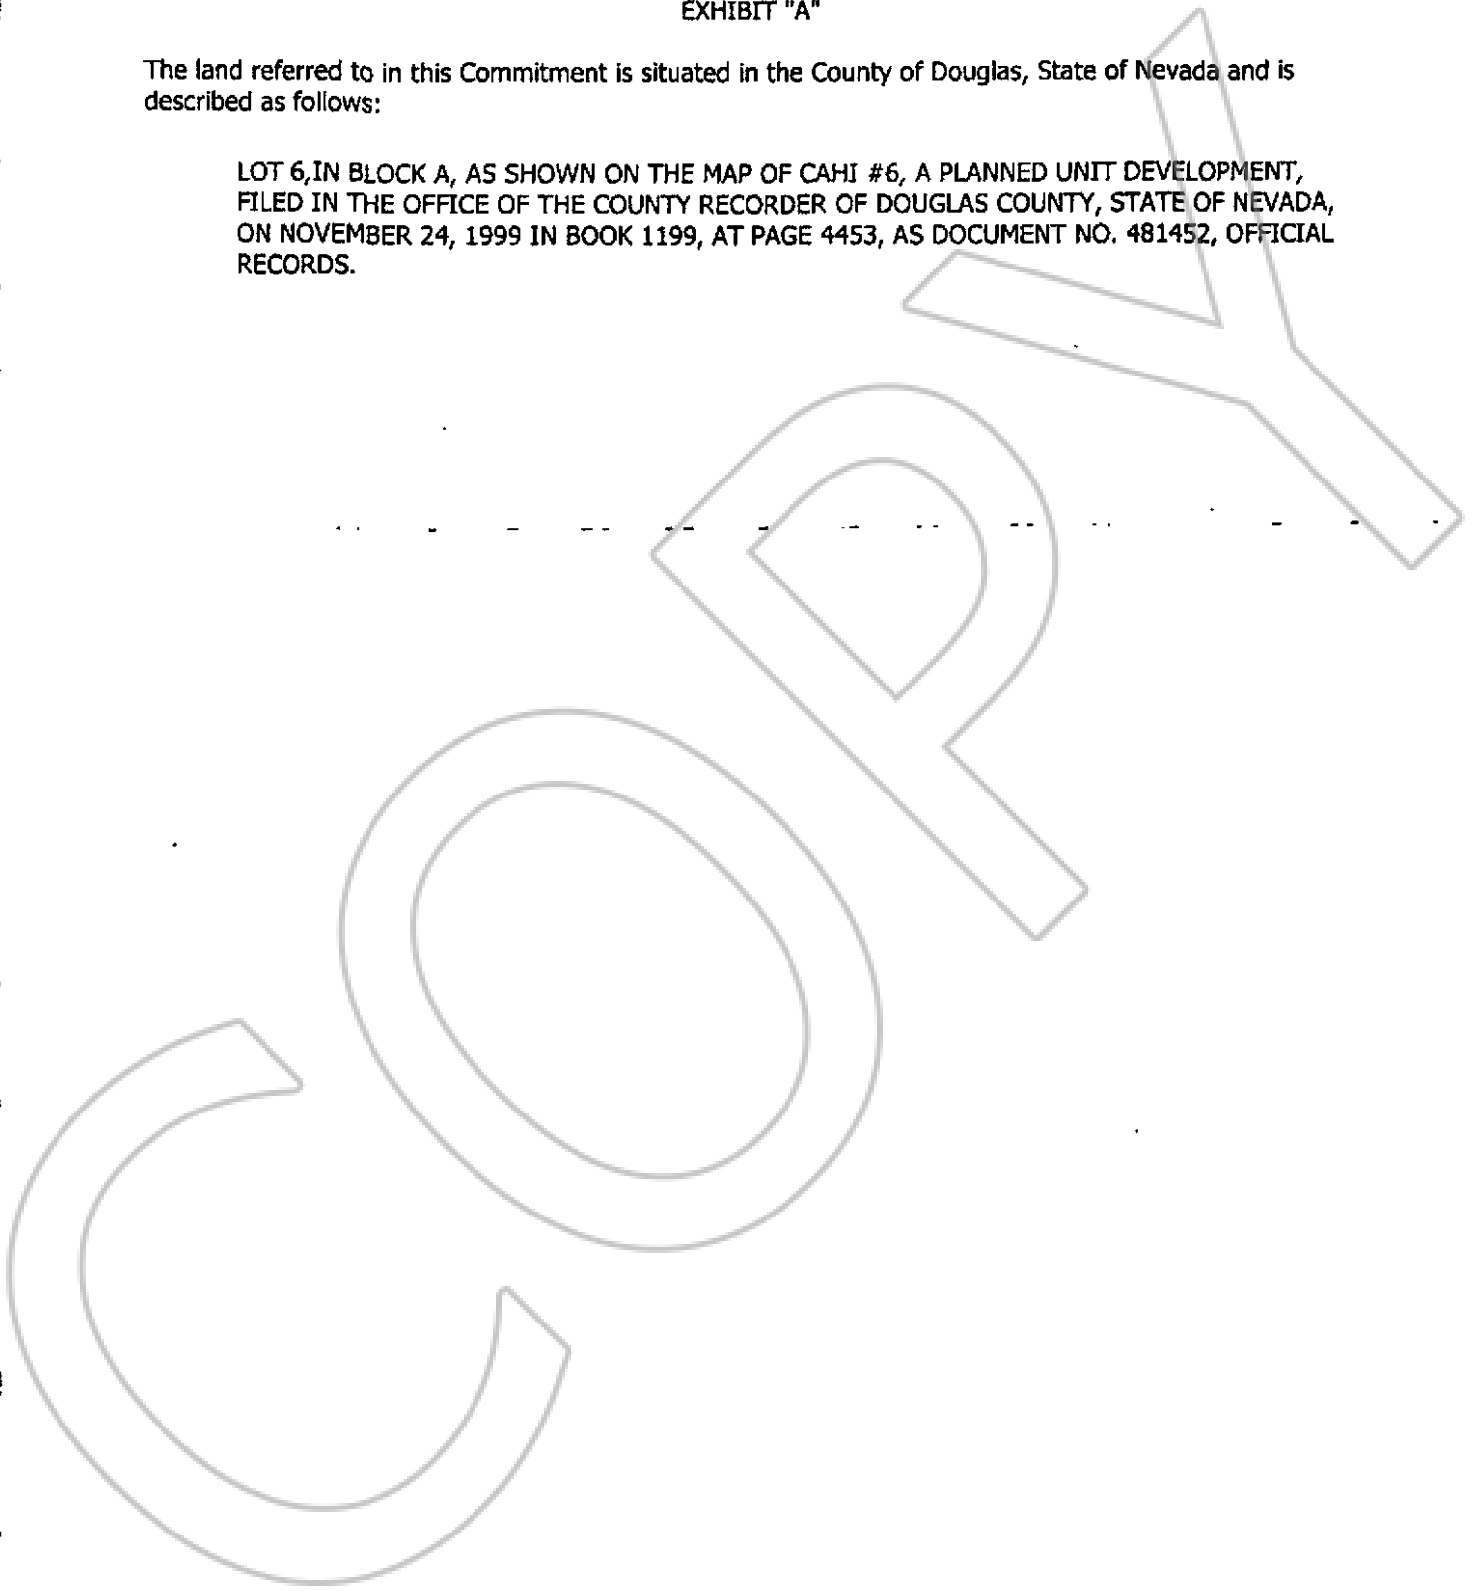 EXHIBIT "A"
The land referred to in this Commitment is situated in the County of Douglas, State of Nevada and is
described as follows:
LOT 6,IN BLOCK A, AS SHOWN ON THE MAP OF CAHI #6, A PLANNED UNIT DEVELOPMENT,
FILED IN THE OFFICE OF THE COUNTY RECORDER OF DOUGLAS COUNTY, STATE OF NEVADA,
ON NOVEMBER 24, 1999 IN BOOK 1199, AT PAGE 4453, AS DOCUMENT NO. 481452, OFFICIAL
RECORDS.
COPY